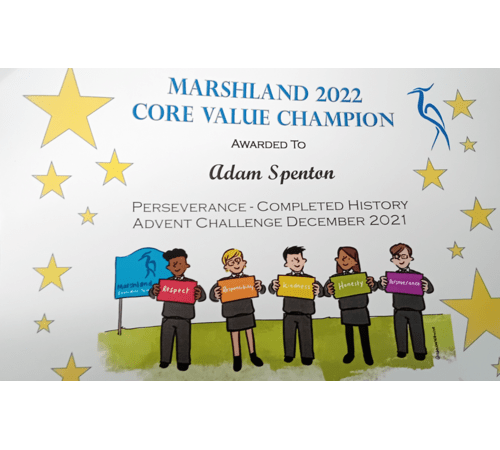 MARSHLAND 2022
CORE VALUE CHAMPION
AWARDED TO
Adam Spenton
PERSEVERANCE - COMPLETED HISTORY
ADVENT CHALLENGE DECEMBER 2021
Marshland
Respect
Responsibility
Kindness
Honesty
Perseverance